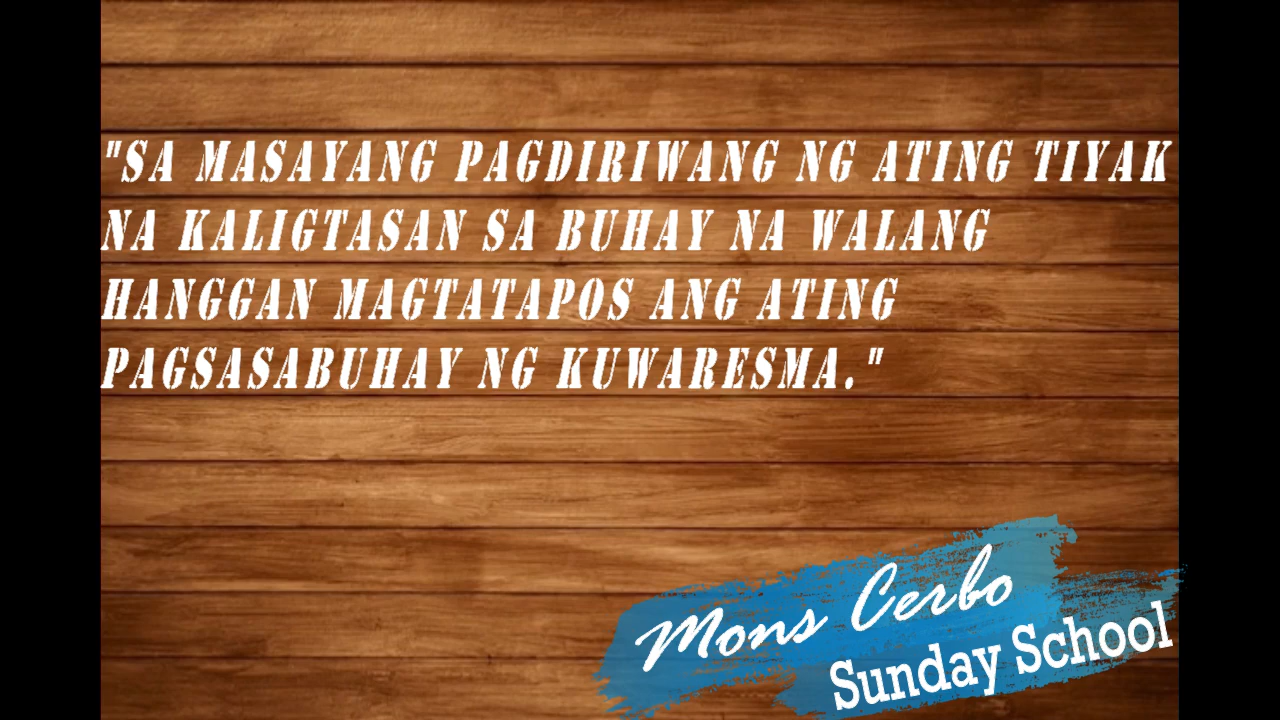 "SA MASAYANG PAGDIRIWANG NG ATING TIYAK
NA KALIGTASAN SA BUHAY NA WALANG
HANGGAN MAGTATAPOS ANG ATING
PAGSASABUHAY NG KUWARESMA."
Mons Cerbo
Sunday School